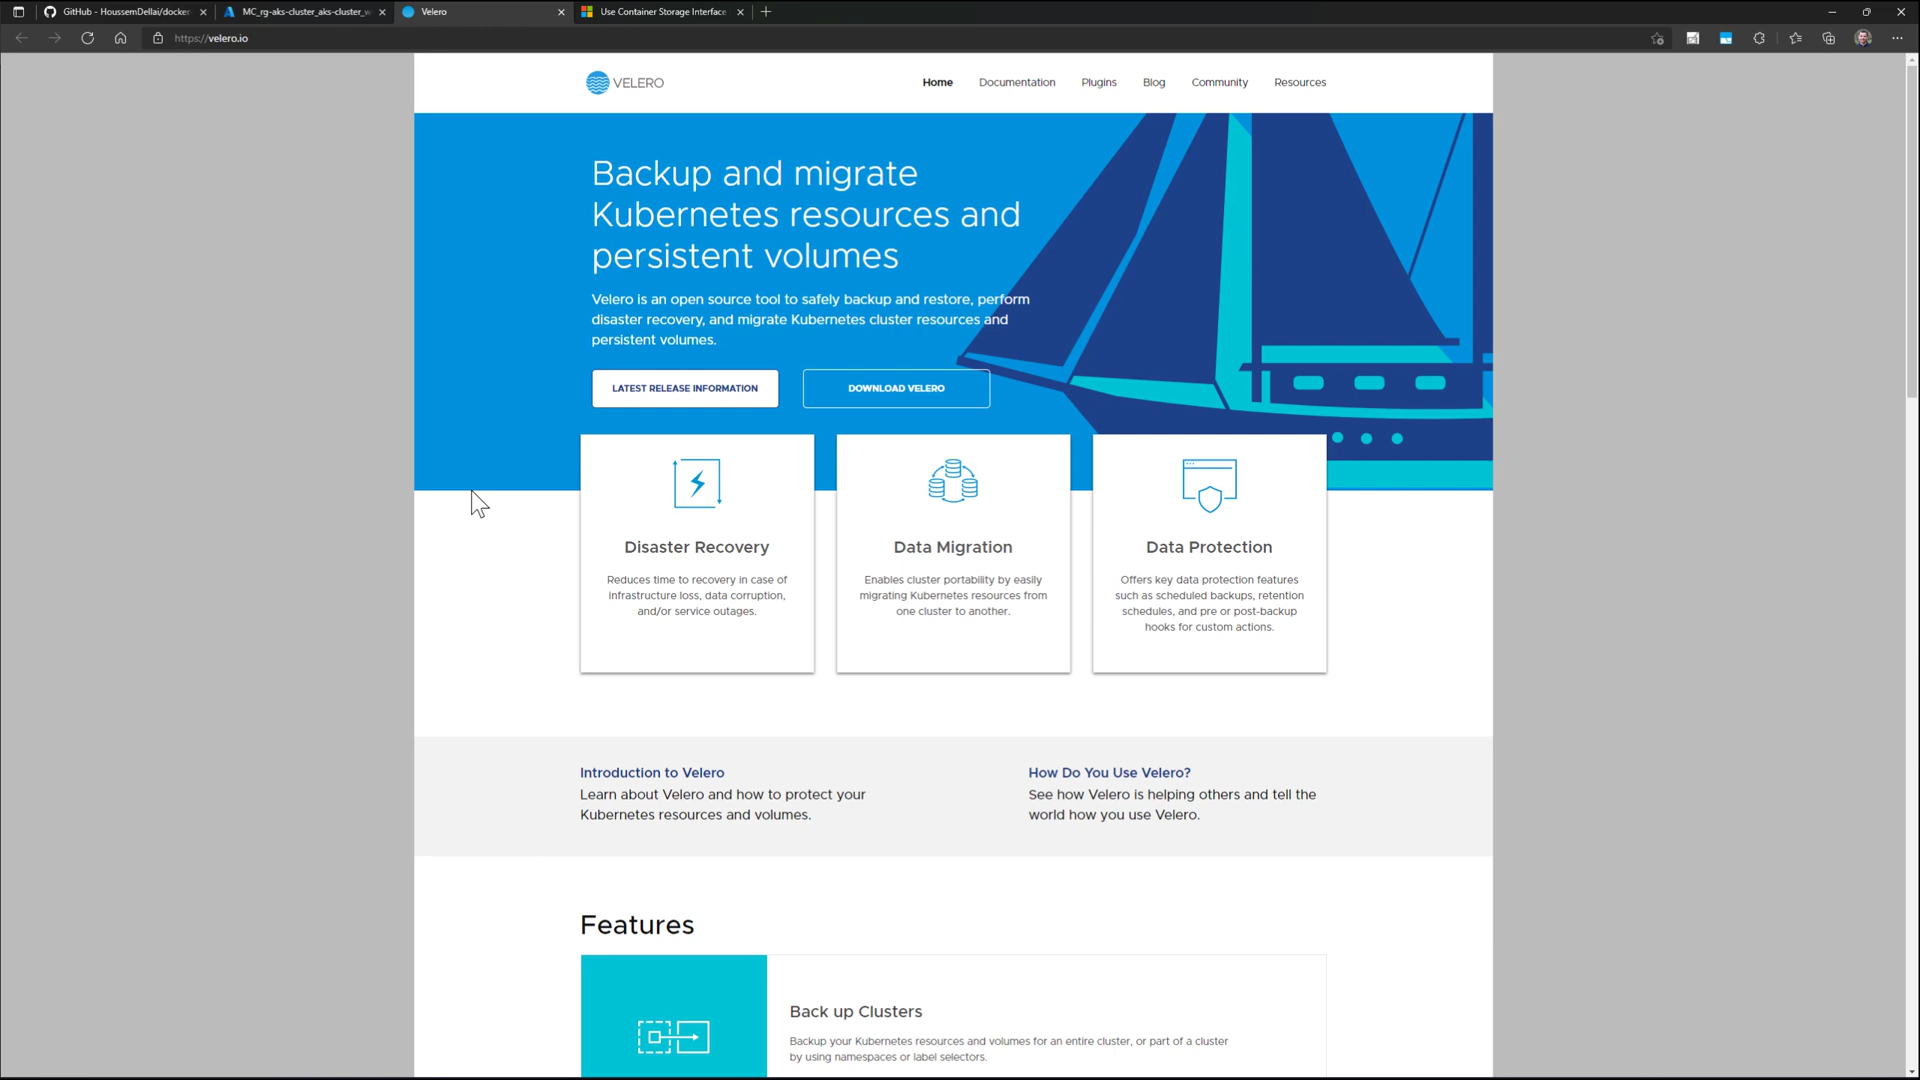 GitHub - HoussemDellai/docker
MC_rg-aks-cluster_aks-cluster_w
Velero
Use Container Storage Interface
https://velero.io
VELERO
Home
Documentation
Plugins
Blog
Community
Resources
Backup and migrate
Kubernetes resources and
persistent volumes
Velero is an open source tool to safely backup and restore, perform
disaster recovery, and migrate Kubernetes cluster resources and
persistent volumes.
LATEST RELEASE INFORMATION
DOWNLOAD VELERO
Disaster Recovery
Reduces time to recovery in case of
infrastructure loss, data corruption,
and/or service outages.
Data Migration
Enables cluster portability by easily
migrating Kubernetes resources from
one cluster to another.
Data Protection
Offers key data protection features
such as scheduled backups, retention
schedules, and pre or post-backup
hooks for custom actions.
Introduction to Velero
Learn about Velero and how to protect your
Kubernetes resources and volumes.
How Do You Use Velero?
See how Velero is helping others and tell the
world how you use Velero.
Features
Back up Clusters
Backup your Kubernetes resources and volumes for an entire cluster, or part of a cluster
by using namespaces or label selectors.